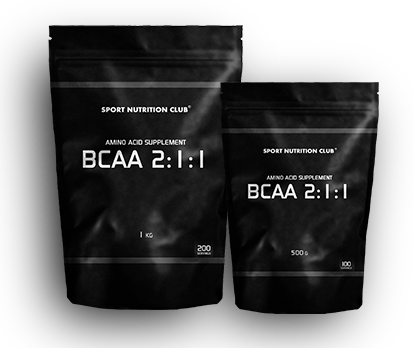 SPORT NUTRITION CLUB®
AMINO ACID SUPPLEMENT
BCAA 2:1:1
1 KG
200
SERVINGS
SPORT NUTRITION CLUB®
AMINO ACID SUPPLEMENT
BCAA 2:1:1
500 G
100
SERVINGS